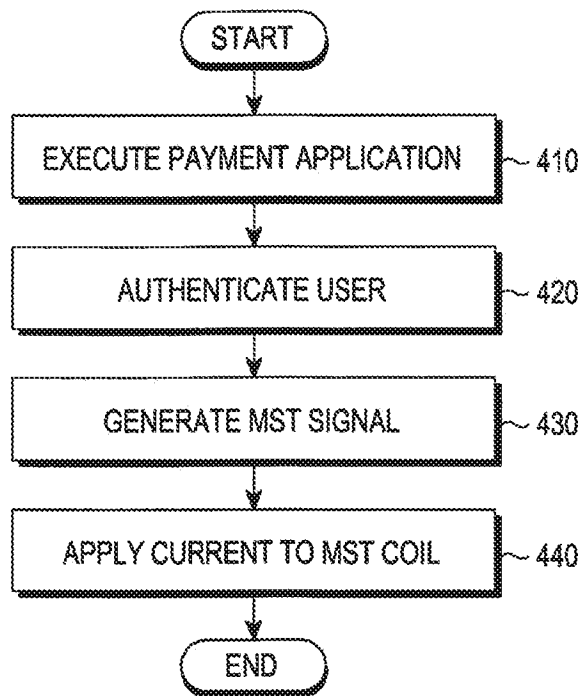 START
EXECUTE PAYMENT APPLICATION
410
AUTHENTICATE USER
420
GENERATE MST SIGNAL
430
APPLY CURRENT TO MST COIL
440
END